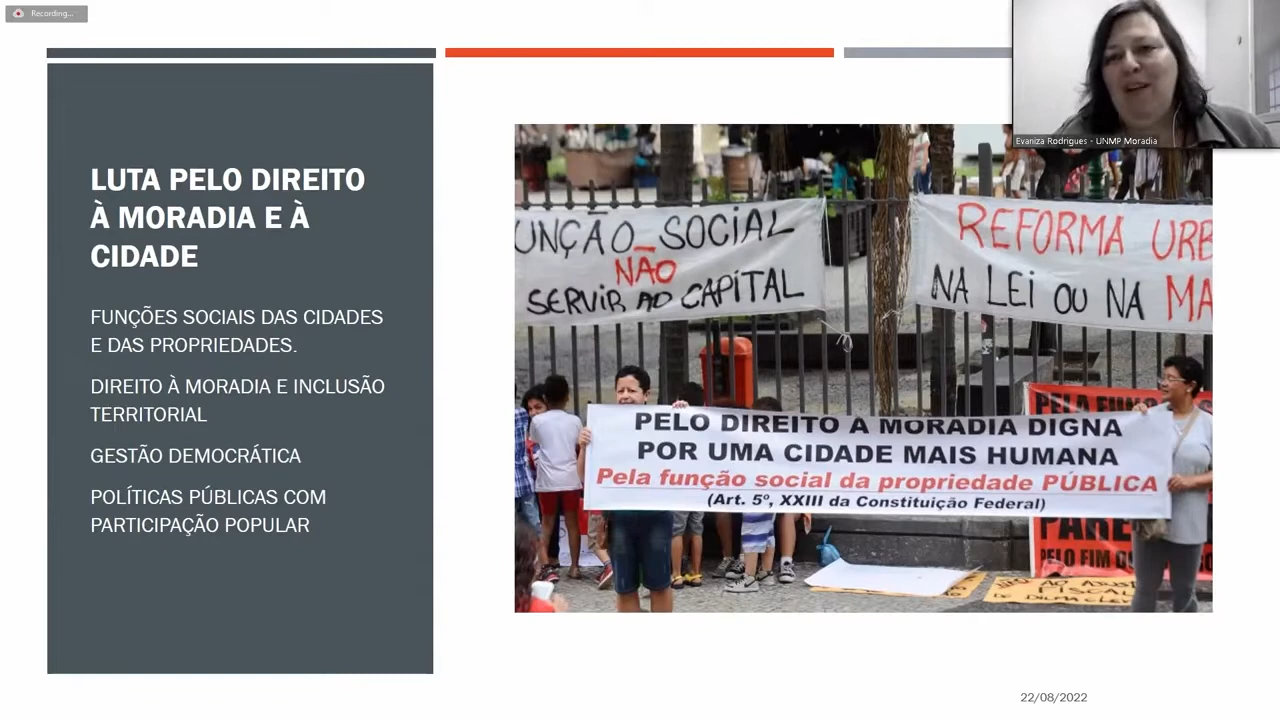 Recording...
Evaniza Rodrigues - UNMP Moradia
LUTA PELO DIREITO
À MORADIA E À
CIDADE
FUNÇÕES SOCIAIS DAS CIDADES
E DAS PROPRIEDADES.
DIREITO À MORADIA E INCLUSÃO
TERRITORIAL
GESTÃO DEMOCRÁTICA
POLÍTICAS PÚBLICAS COM
PARTICIPAÇÃO POPULAR
UNÇÃO SOCIAL
NÃO
SERVIR AO CAPITAL
REFORMA URB
NA LEI OU NA MA
PELO DIREITO A MORADIA DIGNA
POR UMA CIDADE MAIS HUMANA
Pela função social da propriedade PÚBLICA
(Art. 5º, XXIII da Constituição Federal)
PELA FUNÇ
PARE
PELO FIM D
FISCAL
22/08/2022